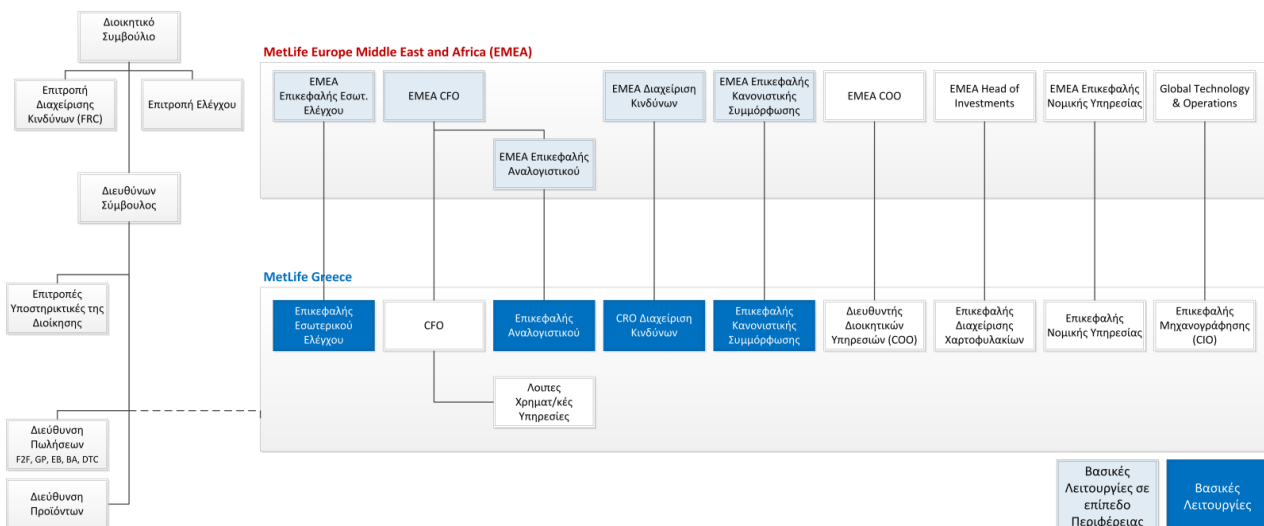 Διοικητικό
Συμβούλιο
Επιτροπή
Διαχείρισης
Κινδύνων (FRC)
Επιτροπή Ελέγχου
Διευθύνων
Σύμβουλος
Επιτροπές
Υποστηρικτικές της
Διοίκησης
Διεύθυνση
Πωλήσεων
F2F, GP, EB, BA, DTC
Διεύθυνση
Προϊόντων
MetLife Europe Middle East and Africa (EMEA)
EMEA
Επικεφαλής Εσωτ.
Ελέγχου
EMEA CFO
EMEA Επικεφαλής
Αναλογιστικού
EMEA Διαχείριση
Κινδύνων
EMEA Επικεφαλής
Κανονιστικής
Συμμόρφωσης
EMEA COO
EMEA Head of
Investments
EMEA Επικεφαλής
Νομικής Υπηρεσίας
Global Technology
& Operations
MetLife Greece
Επικεφαλής
Εσωτερικού
Ελέγχου
CFO
Επικεφαλής
Αναλογιστικού
CRO Διαχείριση
Κινδύνων
Επικεφαλής
Κανονιστικής
Συμμόρφωσης
Διευθυντής
Διοικητικών
Υπηρεσιών (COO)
Επικεφαλής
Διαχείρισης
Χαρτοφυλακίων
Επικεφαλής
Νομικής Υπηρεσίας
Επικεφαλής
Μηχανογράφησης
(CIO)
Λοιπες
Χρηματ/κές
Υπηρεσίες
Βασικές
Λειτουργίες σε
επίπεδο
Περιφέρειας
Βασικές
Λειτουργίες